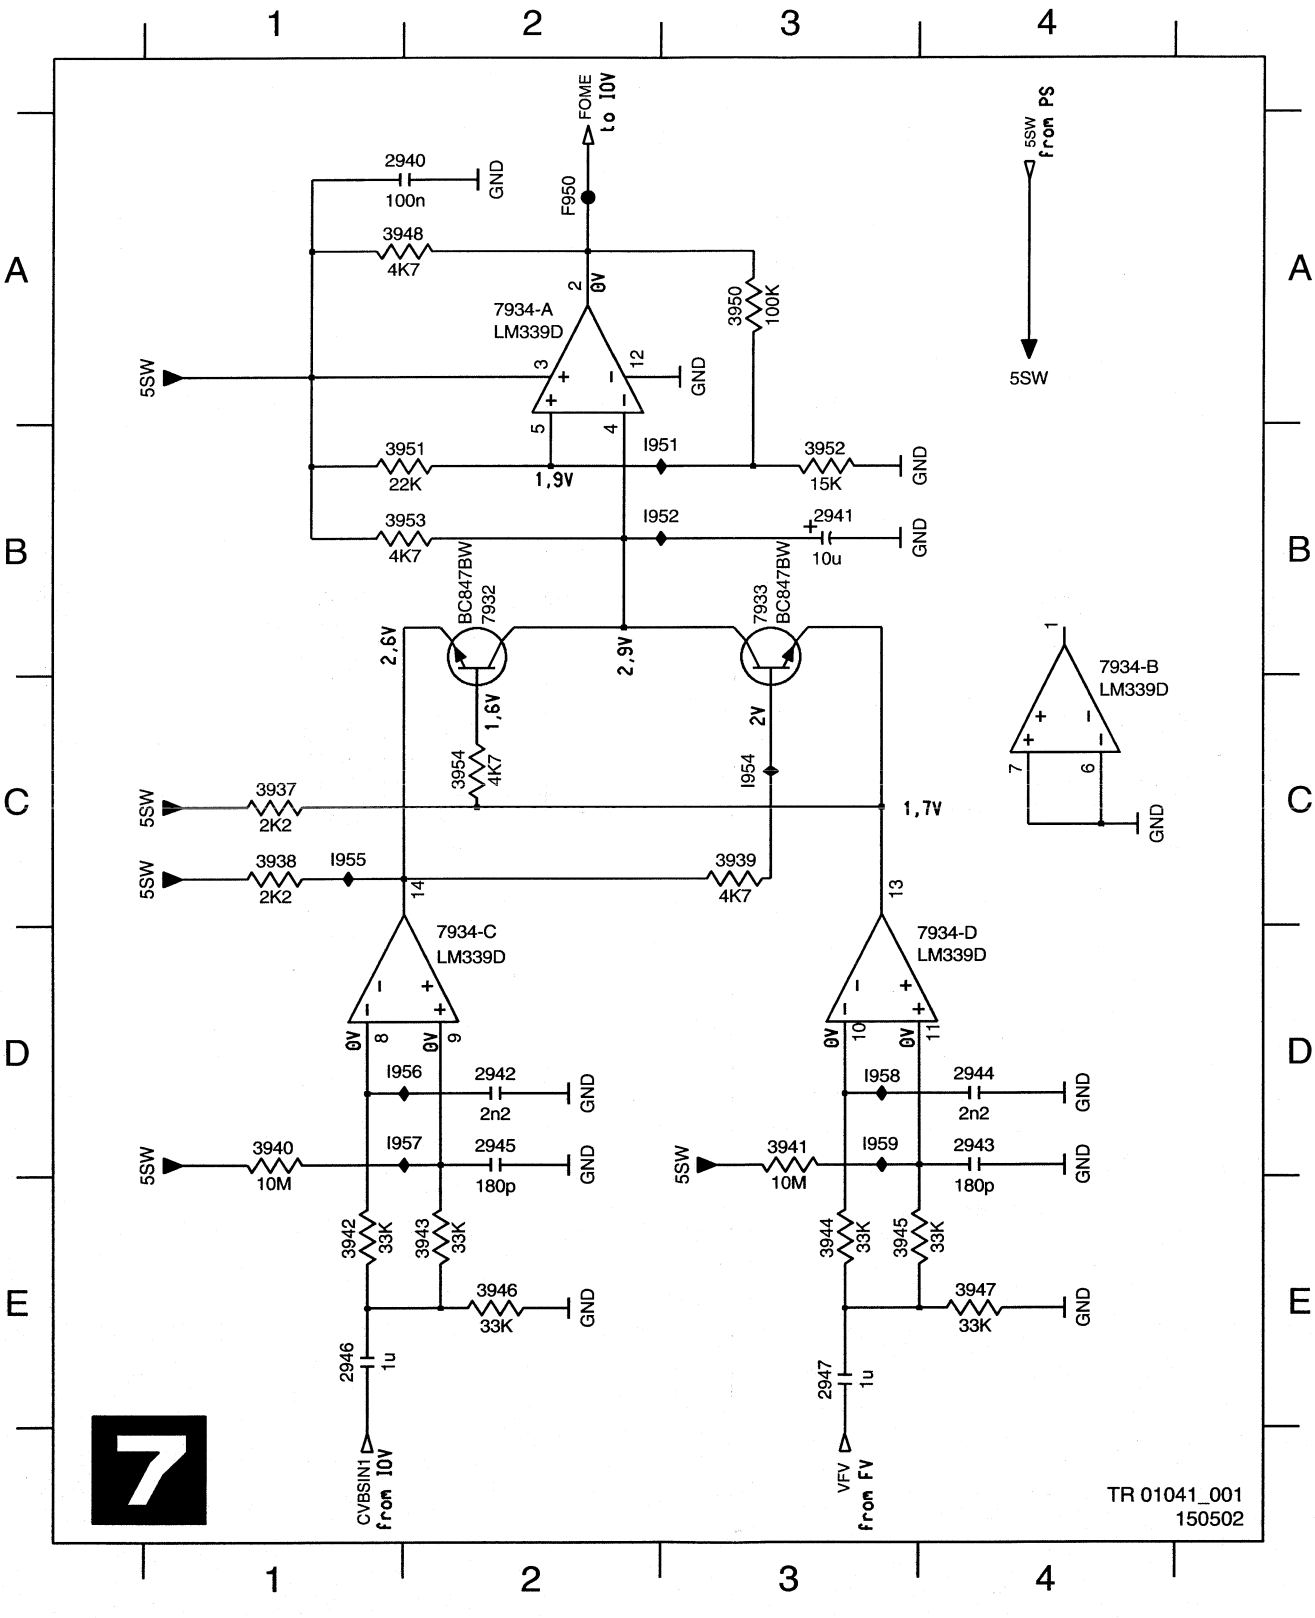 1 2 3 4
FOME
to IOV
5SW
from PS
2940
100n
GND
F950
3948
4K7
A
A
2
0V
7934-A
LM339D
3950
100K
5SW
3
12
+ −
+ −
GND
5SW
5
4
3951
22K
1,9V
I951
3952
15K
GND
3953
4K7
I952
+
2941
10u
GND
B
B
BC847BW
7932
7933
BC847BW
2,6V
2,9V
1
7934-B
LM339D
+ −
+ −
7
6
GND
1,6V
2V
3954
4K7
I954
C
C
5SW
3937
2K2
1,7V
5SW
3938
2K2
I955
14
3939
4K7
13
7934-C
LM339D
− +
− +
7934-D
LM339D
− +
− +
0V
8
0V
9
0V
10
0V
11
D
D
I956
2942
2n2
GND
I958
2944
2n2
GND
5SW
3940
10M
I957
2945
180p
GND
5SW
3941
10M
I959
2943
180p
GND
3942
33K
3943
33K
3944
33K
3945
33K
E
E
3946
33K
GND
3947
33K
GND
2946
1u
2947
1u
7
CVBSIN1
from IOV
VFV
from FV
TR 01041_001
150502
1 2 3 4